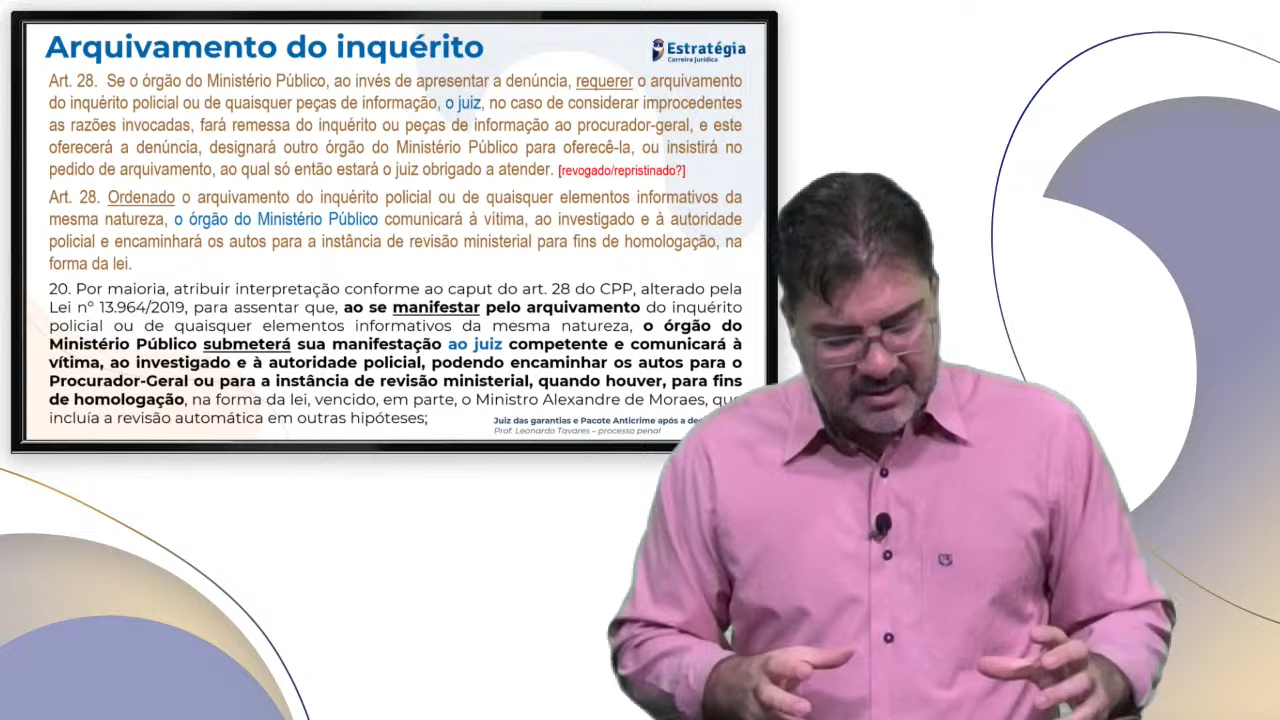 Arquivamento do inquérito
Estratégia
Carreira Jurídica
Art. 28. Se o órgão do Ministério Público, ao invés de apresentar a denúncia, requerer o arquivamento
do inquérito policial ou de quaisquer peças de informação, o juiz, no caso de considerar improcedentes
as razões invocadas, fará remessa do inquérito ou peças de informação ao procurador-geral, e este
oferecerá a denúncia, designará outro órgão do Ministério Público para oferecê-la, ou insistirá no
pedido de arquivamento, ao qual só então estará o juiz obrigado a atender. [revogado/repristinado?]
Art. 28. Ordenado o arquivamento do inquérito policial ou de quaisquer elementos informativos da
mesma natureza, o órgão do Ministério Público comunicará à vítima, ao investigado e à autoridade
policial e encaminhará os autos para a instância de revisão ministerial para fins de homologação, na
forma da lei.
20. Por maioria, atribuir interpretação conforme ao caput do art. 28 do CPP, alterado pela
Lei nº 13.964/2019, para assentar que, ao se manifestar pelo arquivamento do inquérito
policial ou de quaisquer elementos informativos da mesma natureza, o órgão do
Ministério Público submeterá sua manifestação ao juiz competente e comunicará à
vítima, ao investigado e à autoridade policial, podendo encaminhar os autos para o
Procurador-Geral ou para a instância de revisão ministerial, quando houver, para fins
de homologação, na forma da lei, vencido, em parte, o Ministro Alexandre de Moraes, que
incluía a revisão automática em outras hipóteses;
Juiz das garantias e Pacote Anticrime após a de
Prof. Leonardo Tavares – processo penal